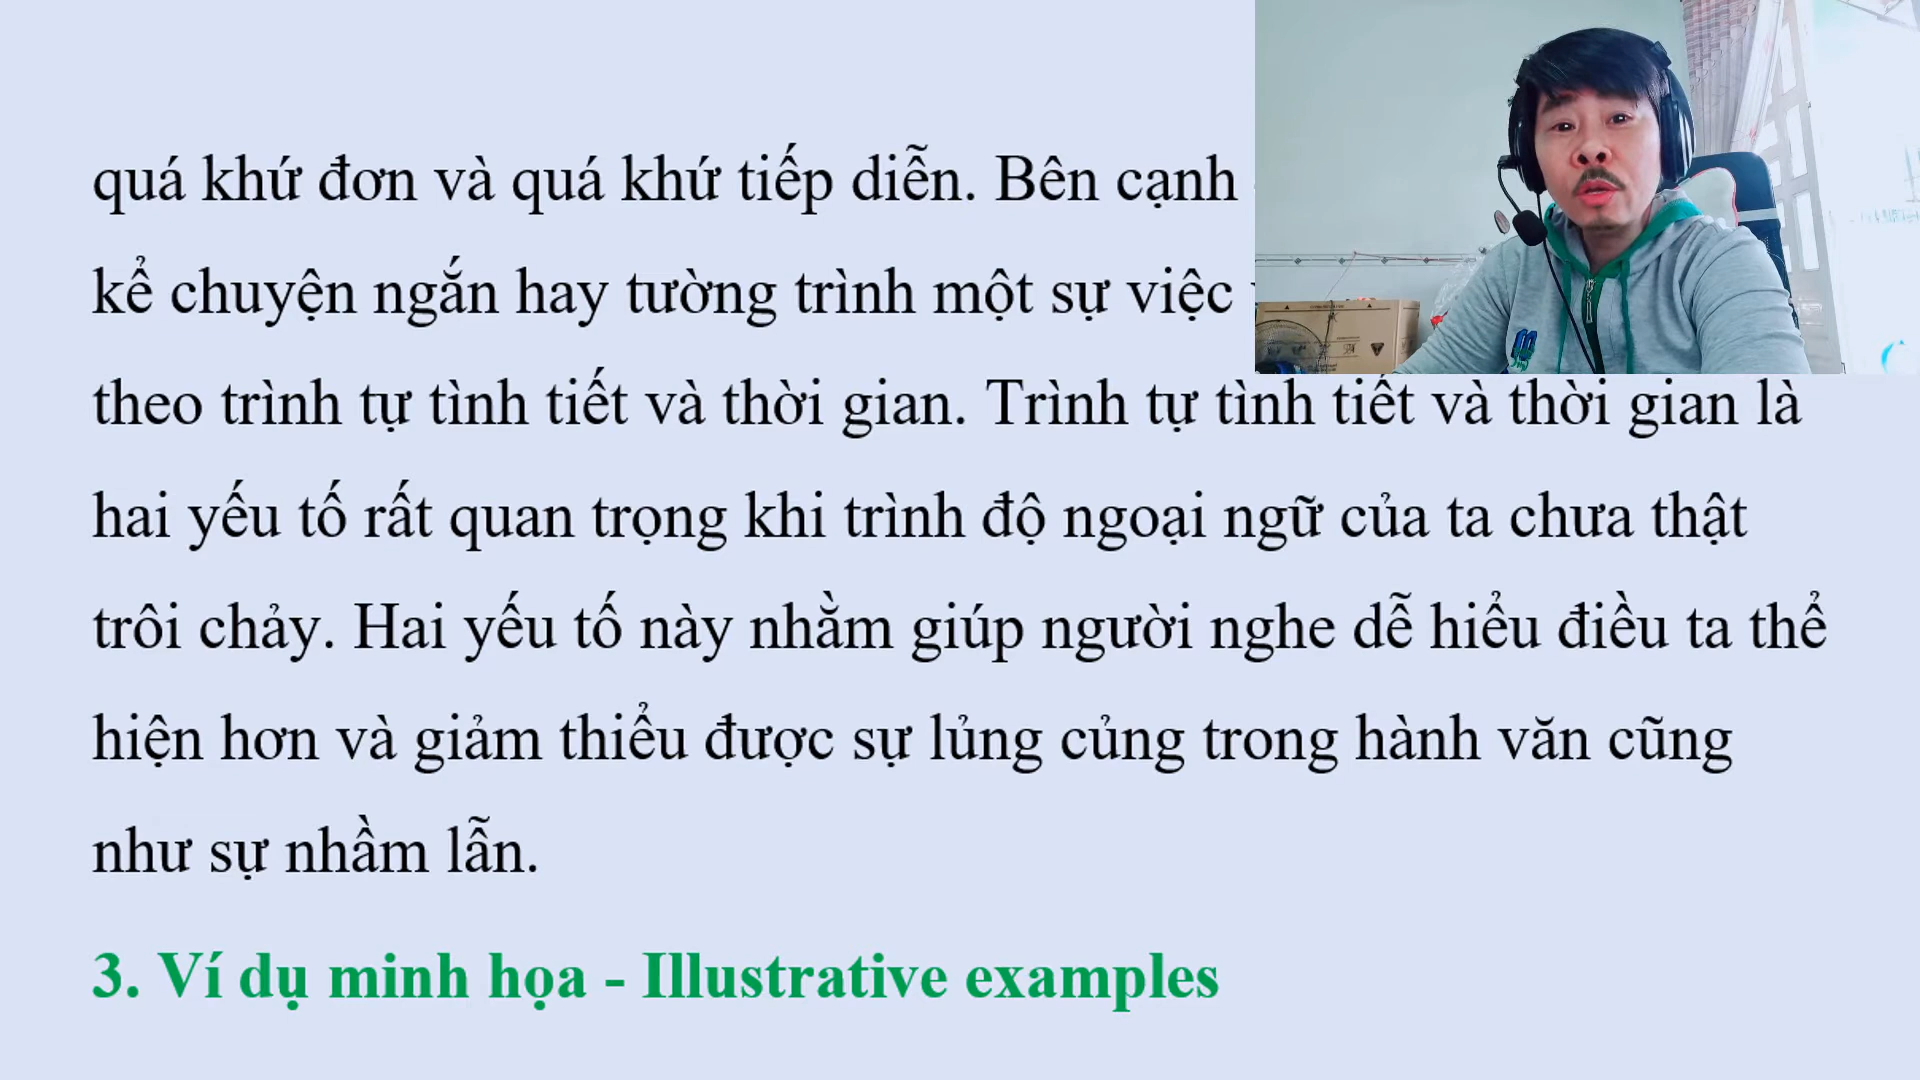 quá khứ đơn và quá khứ tiếp diễn. Bên cạnh
kể chuyện ngắn hay tường trình một sự việc
theo trình tự tình tiết và thời gian. Trình tự tình tiết và thời gian là
hai yếu tố rất quan trọng khi trình độ ngoại ngữ của ta chưa thật
trôi chảy. Hai yếu tố này nhằm giúp người nghe dễ hiểu điều ta thể
hiện hơn và giảm thiểu được sự lủng củng trong hành văn cũng
như sự nhầm lẫn.
3. Ví dụ minh họa - Illustrative examples